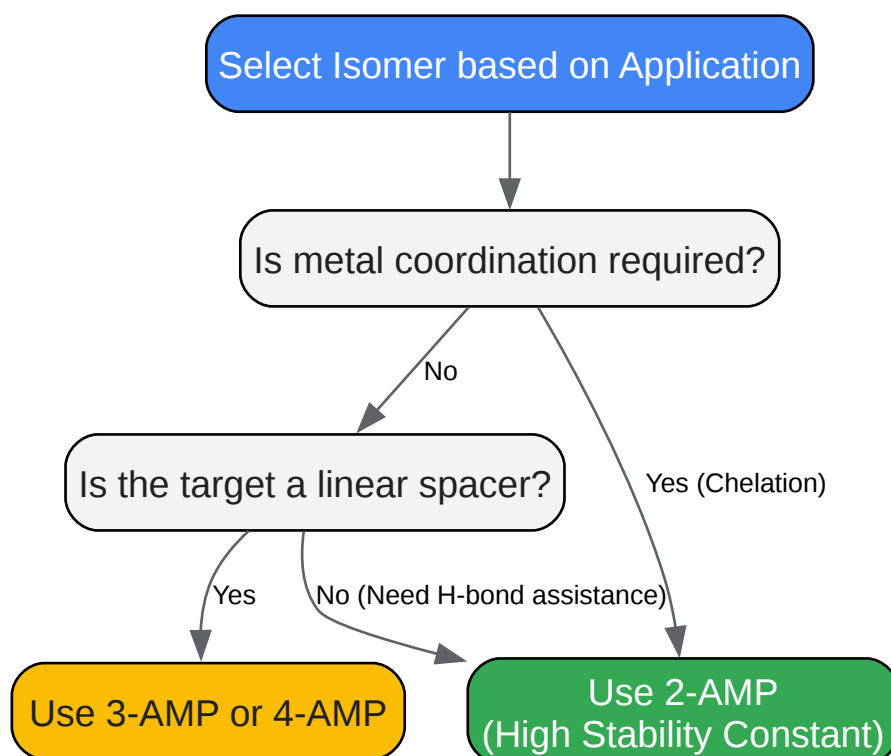 Select Isomer based on Application
Is metal coordination required?
No
Is the target a linear spacer?
Yes (Chelation)
Yes
No (Need H-bond assistance)
Use 3-AMP or 4-AMP
Use 2-AMP
(High Stability Constant)